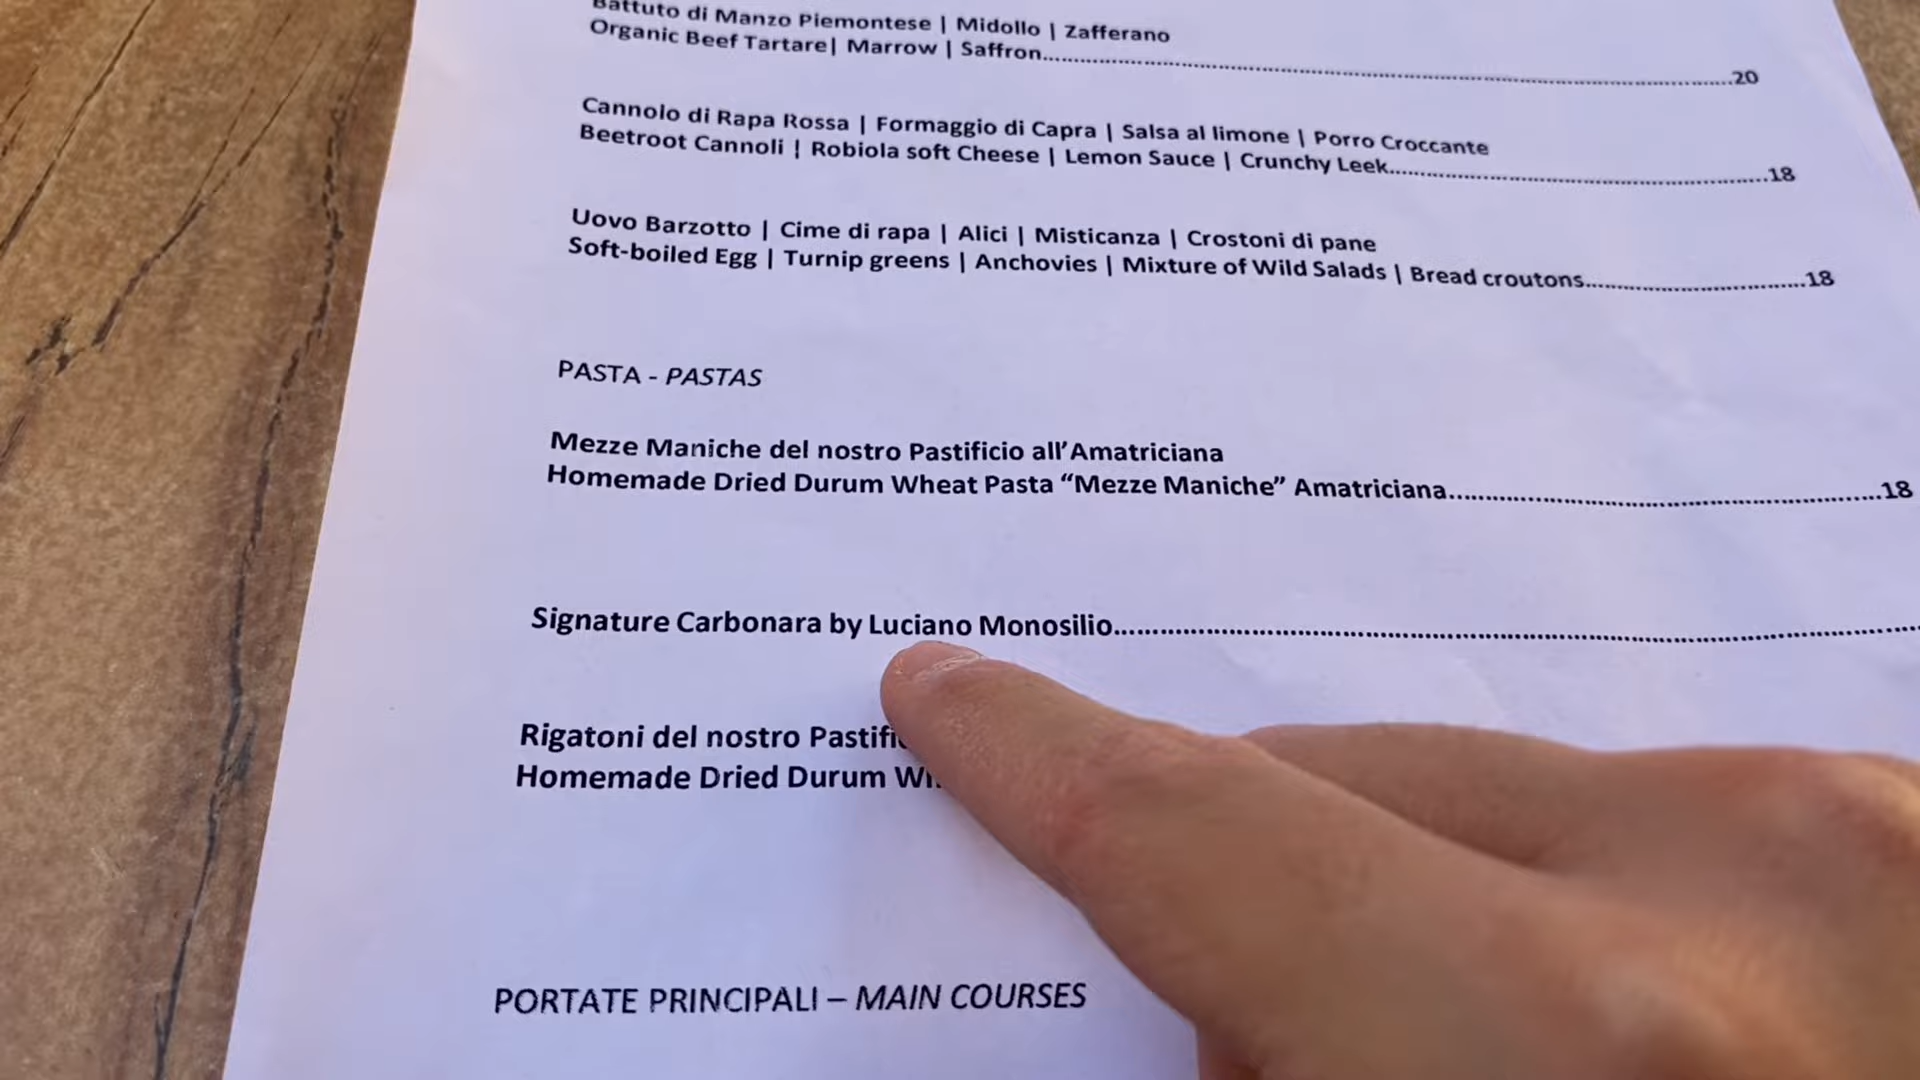 Battuto di Manzo Piemontese | Midollo | Zafferano
Organic Beef Tartare| Marrow | Saffron..........20
Cannolo di Rapa Rossa | Formaggio di Capra | Salsa al limone | Porro Croccante
Beetroot Cannoli | Robiola soft Cheese | Lemon Sauce | Crunchy Leek..........18
Uovo Barzotto | Cime di rapa | Alici | Misticanza | Crostoni di pane
Soft-boiled Egg | Turnip greens | Anchovies | Mixture of Wild Salads | Bread croutons..........18
PASTA - PASTAS
Mezze Maniche del nostro Pastificio all'Amatriciana
Homemade Dried Durum Wheat Pasta “Mezze Maniche” Amatriciana..........18
Signature Carbonara by Luciano Monosilio..........
Rigatoni del nostro
Homemade Dried Durum
PORTATE PRINCIPALI – MAIN COURSES